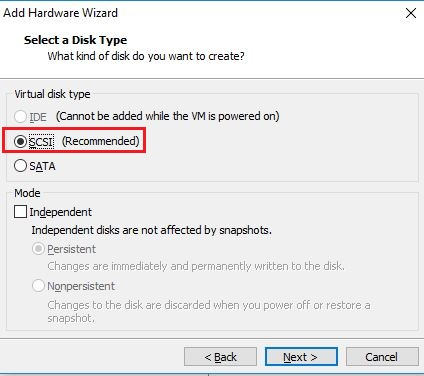 Add Hardware Wizard
Select a Disk Type
What kind of disk do you want to create?
Virtual disk type
IDE (Cannot be added while the VM is powered on)
SCSI (Recommended)
SATA
Mode
Independent
Independent disks are not affected by snapshots.
Persistent
Changes are immediately and permanently written to the disk.
Nonpersistent
Changes to the disk are discarded when you power off or restore a
snapshot.
< Back Next > Cancel